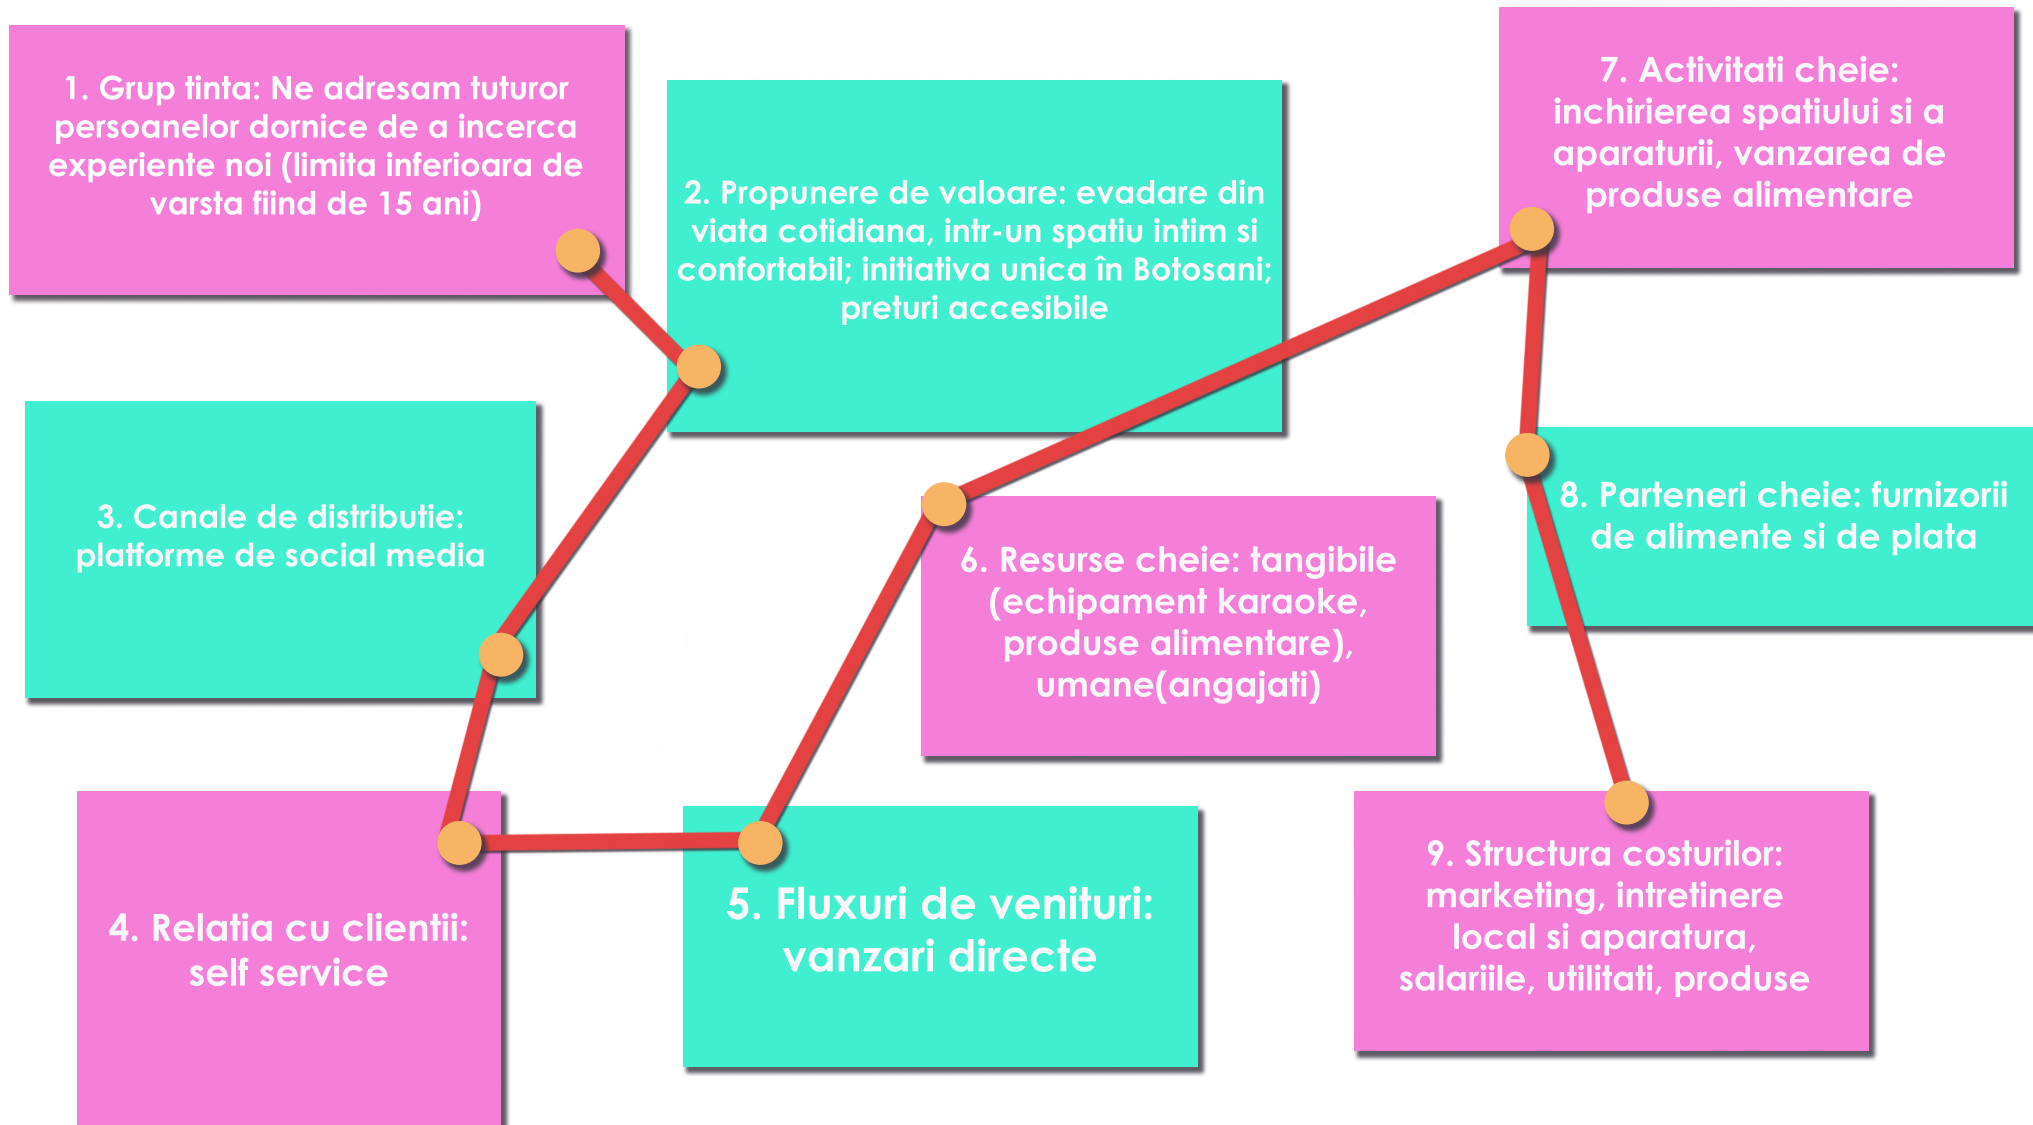 1. Grup tinta: Ne adresam tuturor
persoanelor dornice de a incerca
experiente noi (limita inferioara de
varsta fiind de 15 ani)
2. Propunere de valoare: evadare din
viata cotidiana, intr-un spatiu intim si
confortabil; initiativa unica în Botosani;
preturi accesibile
3. Canale de distributie:
platforme de social media
4. Relatia cu clientii:
self service
5. Fluxuri de venituri:
vanzari directe
6. Resurse cheie: tangibile
(echipament karaoke,
produse alimentare),
umane(angajati)
7. Activitati cheie:
inchirierea spatiului si a
aparaturii, vanzarea de
produse alimentare
8. Parteneri cheie: furnizorii
de alimente si de plata
9. Structura costurilor:
marketing, intretinere
local si aparatura,
salariile, utilitati, produse